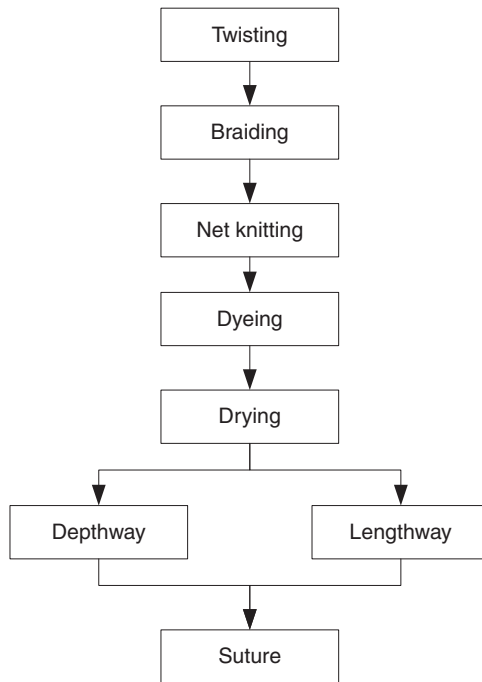 Twisting
Braiding
Net knitting
Dyeing
Drying
Depthway
Lengthway
Suture